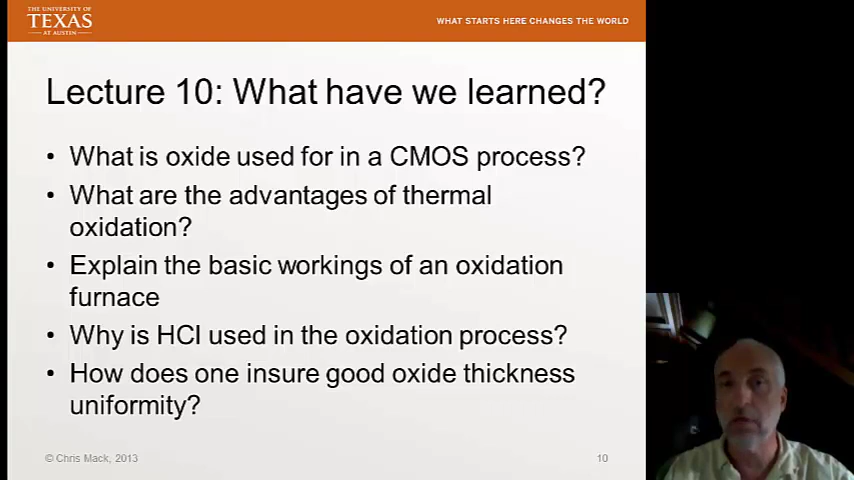 THE UNIVERSITY OF
TEXAS
AT AUSTIN
WHAT STARTS HERE CHANGES THE WORLD
Lecture 10: What have we learned?
• What is oxide used for in a CMOS process?
• What are the advantages of thermal
oxidation?
• Explain the basic workings of an oxidation
furnace
• Why is HCl used in the oxidation process?
• How does one insure good oxide thickness
uniformity?
© Chris Mack, 2013
10